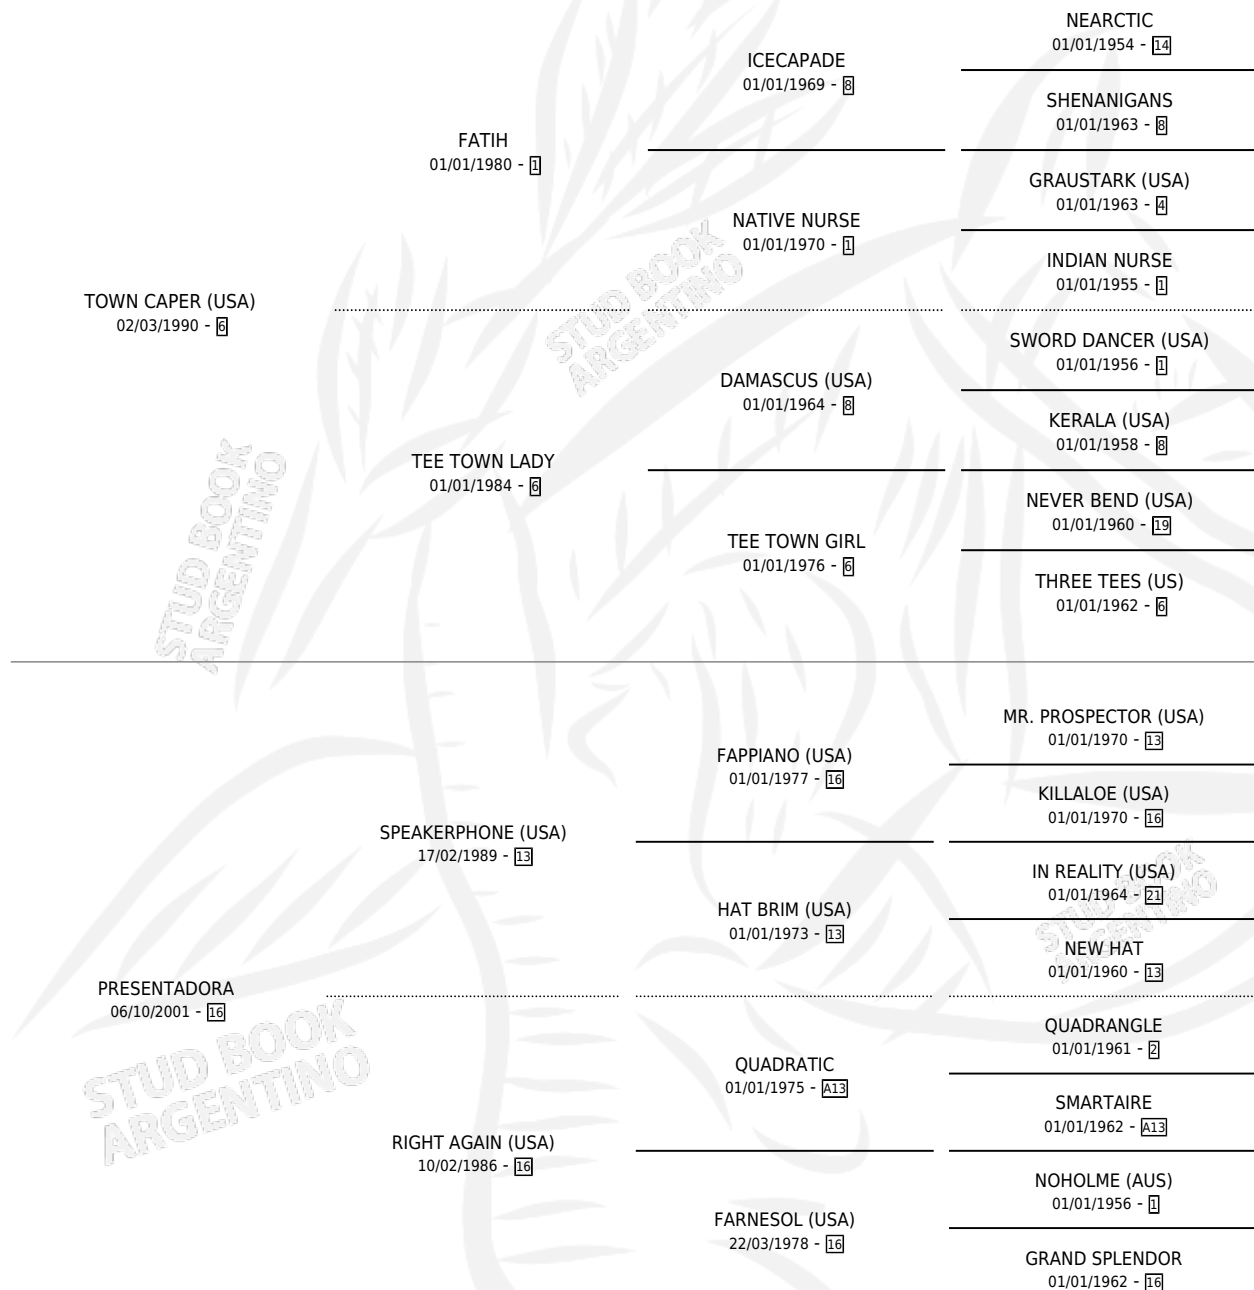 NEARCTIC
01/01/1954 - 14
ICECAPADE
01/01/1969 - 8
SHENANIGANS
01/01/1963 - 8
FATIH
01/01/1980 - 1
GRAUSTARK (USA)
01/01/1963 - 4
NATIVE NURSE
01/01/1970 - 1
INDIAN NURSE
01/01/1955 - 1
TOWN CAPER (USA)
02/03/1990 - 6
SWORD DANCER (USA)
01/01/1956 - 1
DAMASCUS (USA)
01/01/1964 - 8
KERALA (USA)
01/01/1958 - 8
TEE TOWN LADY
01/01/1984 - 6
NEVER BEND (USA)
01/01/1960 - 19
TEE TOWN GIRL
01/01/1976 - 6
THREE TEES (US)
01/01/1962 - 6
MR. PROSPECTOR (USA)
01/01/1970 - 13
FAPPIANO (USA)
01/01/1977 - 16
KILLALOE (USA)
01/01/1970 - 16
SPEAKERPHONE (USA)
17/02/1989 - 13
IN REALITY (USA)
01/01/1964 - 21
HAT BRIM (USA)
01/01/1973 - 13
NEW HAT
01/01/1960 - 13
PRESENTADORA
06/10/2001 - 16
QUADRANGLE
01/01/1961 - 2
QUADRATIC
01/01/1975 - A13
SMARTAIRE
01/01/1962 - A13
RIGHT AGAIN (USA)
10/02/1986 - 16
NOHOLME (AUS)
01/01/1956 - 1
FARNESOL (USA)
22/03/1978 - 16
GRAND SPLENDOR
01/01/1962 - 16
STUD BOOK
ARGENTINO
STUD BOOK
ARGENTINO
STUD BOOK
ARGENTINO
STUD BOOK
ARGENTINO